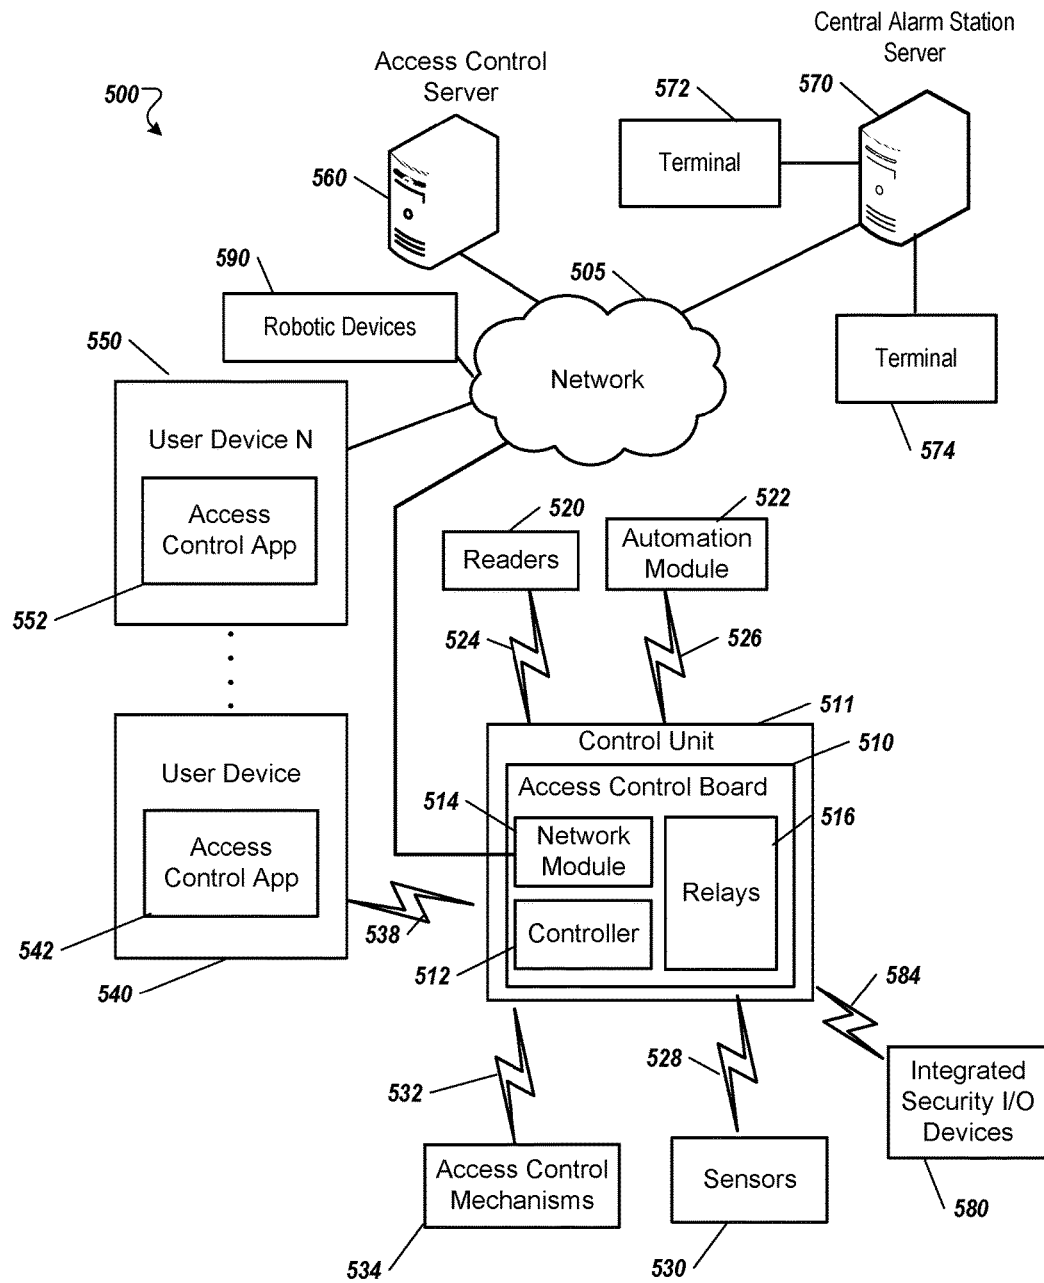 Central Alarm Station
Server
Access Control
Server
500
572
570
Terminal
560
590
505
Robotic Devices
Terminal
550
Network
574
User Device N
Access
Control App
520
522
Readers
Automation
Module
552
524
526
511
Control Unit
510
User Device
Access Control Board
514
516
Network
Module
Access
Control App
Relays
538
542
512
Controller
540
584
532
528
Integrated
Security I/O
Devices
Access Control
Mechanisms
Sensors
580
534
530